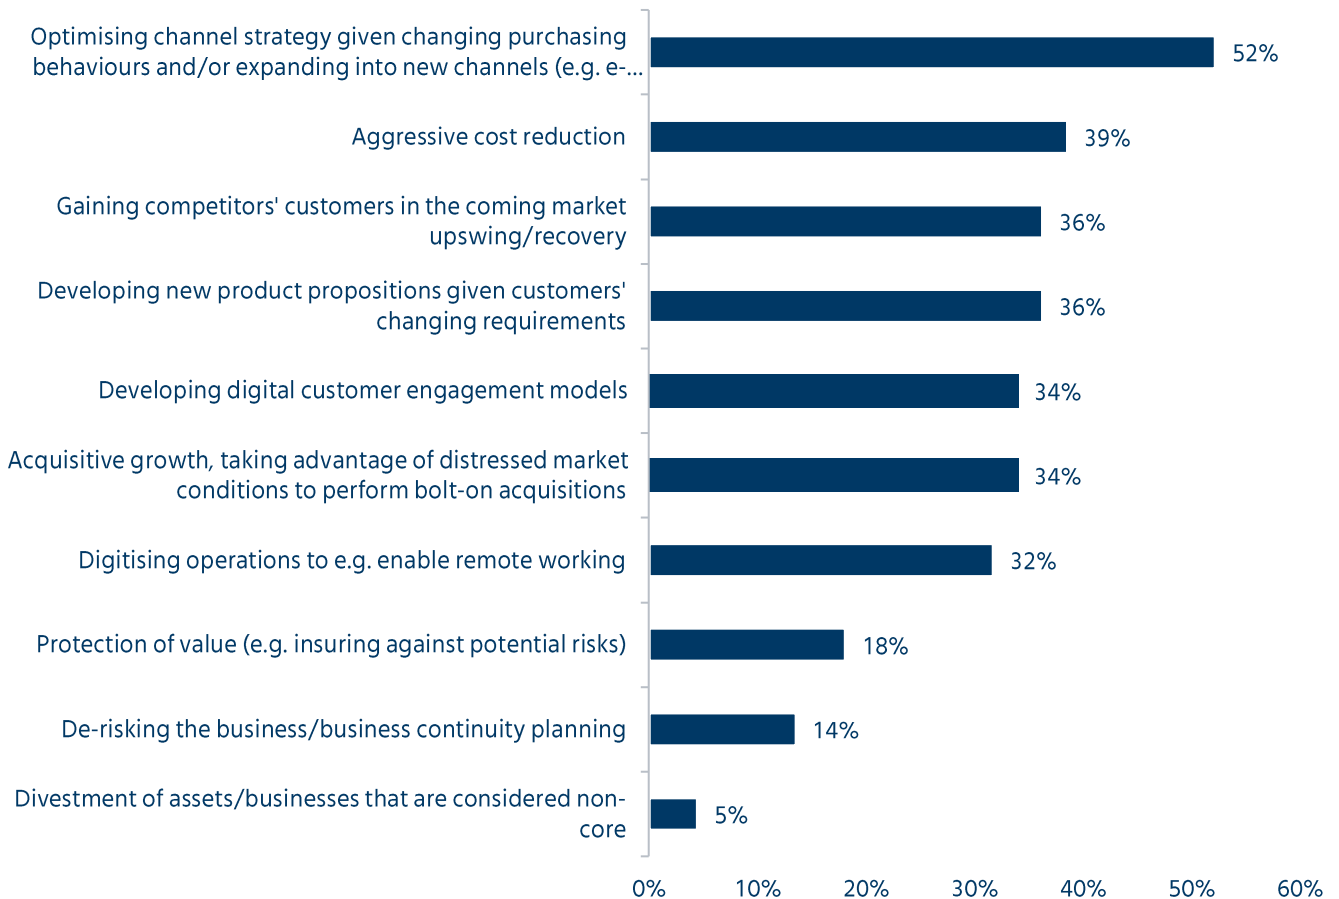 Optimising channel strategy given changing purchasing
behaviours and/or expanding into new channels (e.g. e-...
52%
Aggressive cost reduction
39%
Gaining competitors' customers in the coming market
upswing/recovery
36%
Developing new product propositions given customers'
changing requirements
36%
Developing digital customer engagement models
34%
Acquisitive growth, taking advantage of distressed market
conditions to perform bolt-on acquisitions
34%
Digitising operations to e.g. enable remote working
32%
Protection of value (e.g. insuring against potential risks)
18%
De-risking the business/business continuity planning
14%
Divestment of assets/businesses that are considered non-
core
5%
0% 10% 20% 30% 40% 50% 60%